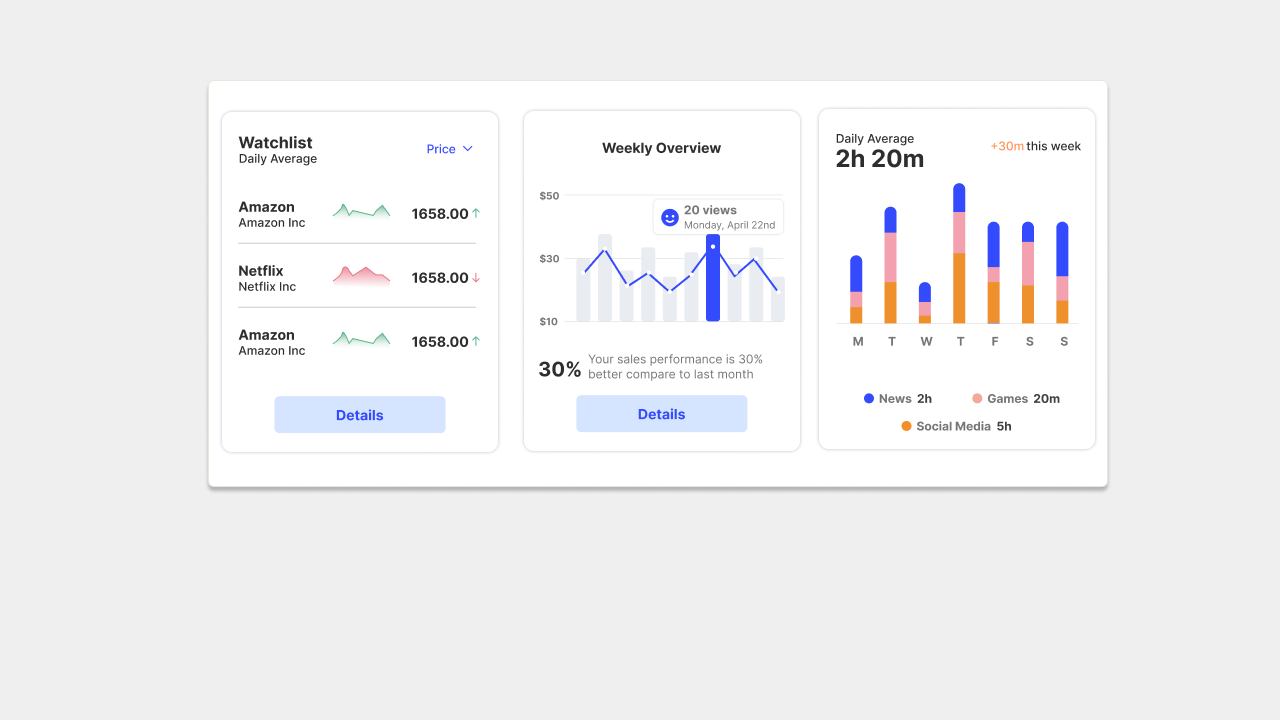 Watchlist
Daily Average
Price
Amazon
Amazon Inc
1658.00
Netflix
Netflix Inc
1658.00
Amazon
Amazon Inc
1658.00
Details
Weekly Overview
$50
20 views
Monday, April 22nd
$30
$10
30%
Your sales performance is 30%
better compare to last month
Details
Daily Average
2h 20m
+30m this week
M T W T F S S
News 2h
Games 20m
Social Media 5h